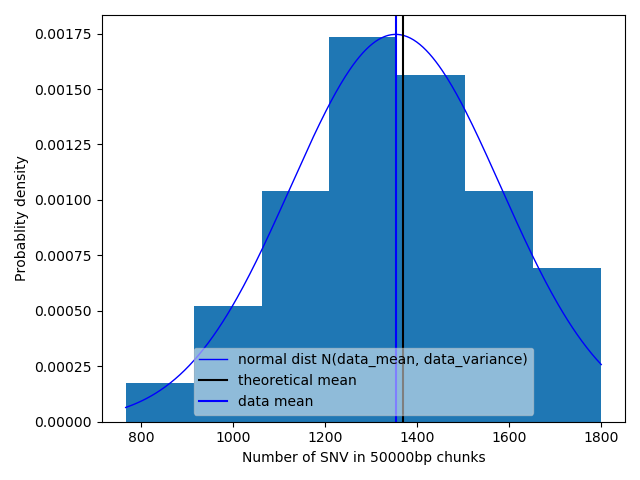 0.00175
0.00150
0.00125
0.00100
0.00075
0.00050
0.00025
0.00000
Probablity density
normal dist N(data_mean, data_variance)
theoretical mean
data mean
800 1000 1200 1400 1600 1800
Number of SNV in 50000bp chunks